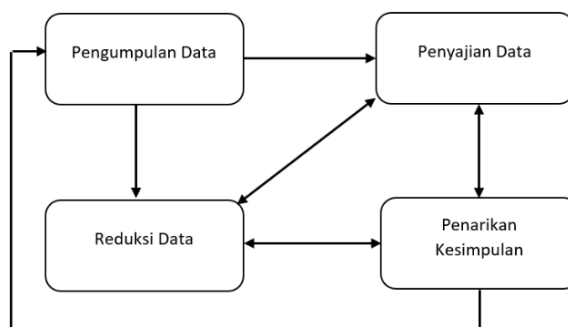 Pengumpulan Data
Penyajian Data
Reduksi Data
Penarikan
Kesimpulan